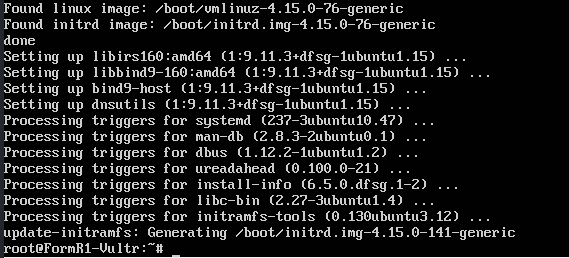 Found linux image: /boot/vmlinuz-4.15.0-76-generic
Found initrd image: /boot/initrd.img-4.15.0-76-generic
done
Setting up libirs160:amd64 (1:9.11.3+dfsg-1ubuntu1.15) ...
Setting up libbind9-160:amd64 (1:9.11.3+dfsg-1ubuntu1.15) ...
Setting up bind9-host (1:9.11.3+dfsg-1ubuntu1.15) ...
Setting up dnsutils (1:9.11.3+dfsg-1ubuntu1.15) ...
Processing triggers for systemd (237-3ubuntu10.47) ...
Processing triggers for man-db (2.8.3-2ubuntu0.1) ...
Processing triggers for dbus (1.12.2-1ubuntu1.2) ...
Processing triggers for ureadahead (0.100.0-21) ...
Processing triggers for install-info (6.5.0.dfsg.1-2) ...
Processing triggers for libc-bin (2.27-3ubuntu1.4) ...
Processing triggers for initramfs-tools (0.130ubuntu3.12) ...
update-initramfs: Generating /boot/initrd.img-4.15.0-141-generic
root@FormR1-Vultr:~# _